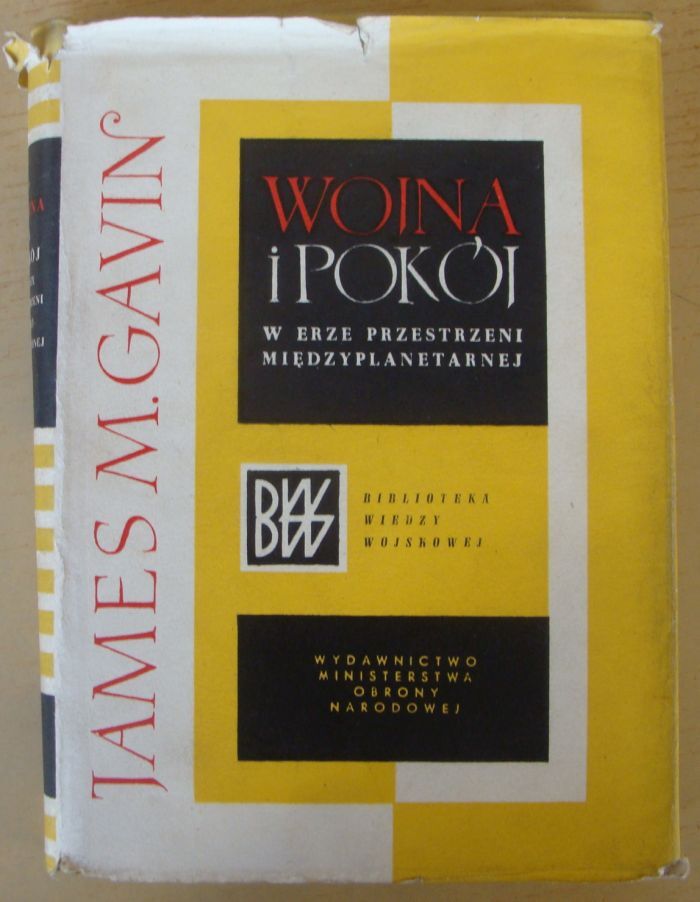 JAMES M. GAVIN
WOJNA
i POKÓJ
W ERZE PRZESTRZENI
MIĘDZYPLANETARNEJ
BWW
BIBLIOTEKA
WIEDZY
WOJSKOWEJ
WYDAWNICTWO
MINISTERSTWA
OBRONY
NARODOWEJ